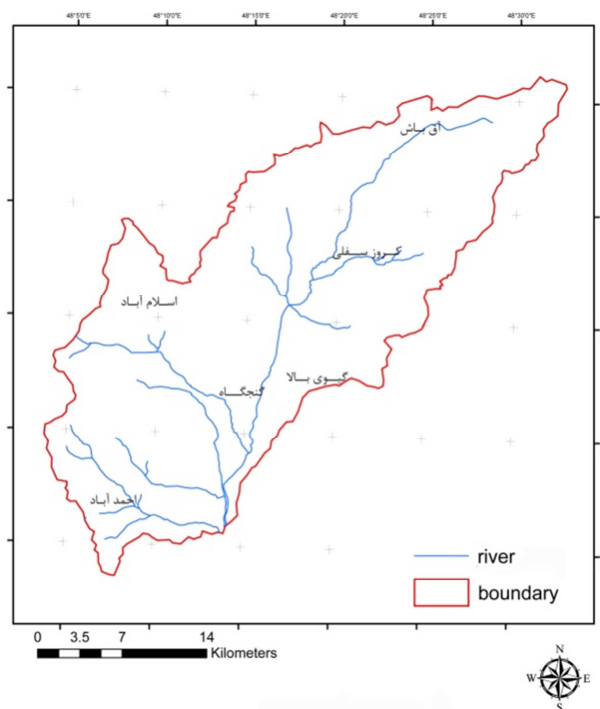 48°5'0"E 48°10'0"E 48°15'0"E 48°20'0"E 48°25'0"E 48°30'0"E
آق باش
کروز سفلی
اسلام آباد
گیوی بالا
گنجگاه
احمد آباد
river
boundary
0 3.5 7 14
Kilometers
N
W E
S